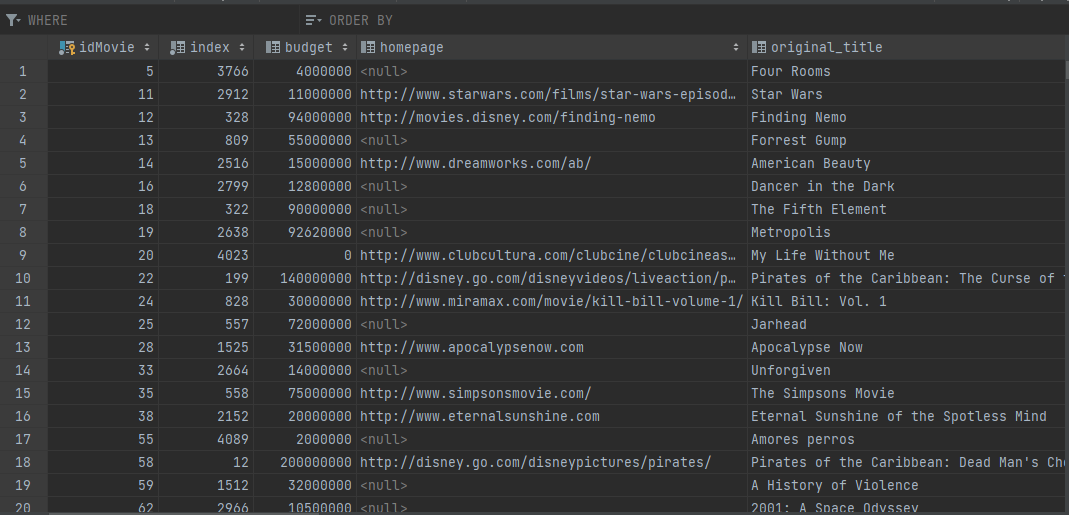 WHERE ORDER BY
idMovie index budget homepage original_title
1 5 3766 4000000 <null> Four Rooms
2 11 2912 11000000 http://www.starwars.com/films/star-wars-episod… Star Wars
3 12 328 94000000 http://movies.disney.com/finding-nemo Finding Nemo
4 13 809 55000000 <null> Forrest Gump
5 14 2516 15000000 http://www.dreamworks.com/ab/ American Beauty
6 16 2799 12800000 <null> Dancer in the Dark
7 18 322 90000000 <null> The Fifth Element
8 19 2638 92620000 <null> Metropolis
9 20 4023 0 http://www.clubcultura.com/clubcine/clubcineas… My Life Without Me
10 22 199 140000000 http://disney.go.com/disneyvideos/liveaction/p… Pirates of the Caribbean: The Curse of
11 24 828 30000000 http://www.miramax.com/movie/kill-bill-volume-1/ Kill Bill: Vol. 1
12 25 557 72000000 <null> Jarhead
13 28 1525 31500000 http://www.apocalypsenow.com Apocalypse Now
14 33 2664 14000000 <null> Unforgiven
15 35 558 75000000 http://www.simpsonsmovie.com/ The Simpsons Movie
16 38 2152 20000000 http://www.eternalsunshine.com Eternal Sunshine of the Spotless Mind
17 55 4089 2000000 <null> Amores perros
18 58 12 200000000 http://disney.go.com/disneypictures/pirates/ Pirates of the Caribbean: Dead Man's Ch
19 59 1512 32000000 <null> A History of Violence
20 62 2966 10500000 <null> 2001: A Space Odyssey